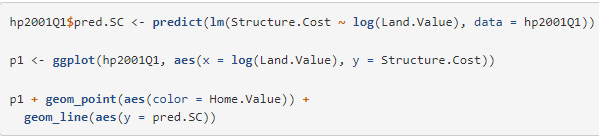 hp2001Q1$pred.SC <- predict(lm(Structure.Cost ~ log(Land.Value), data = hp2001Q1))
p1 <- ggplot(hp2001Q1, aes(x = log(Land.Value), y = Structure.Cost))
p1 + geom_point(aes(color = Home.Value)) +
  geom_line(aes(y = pred.SC))